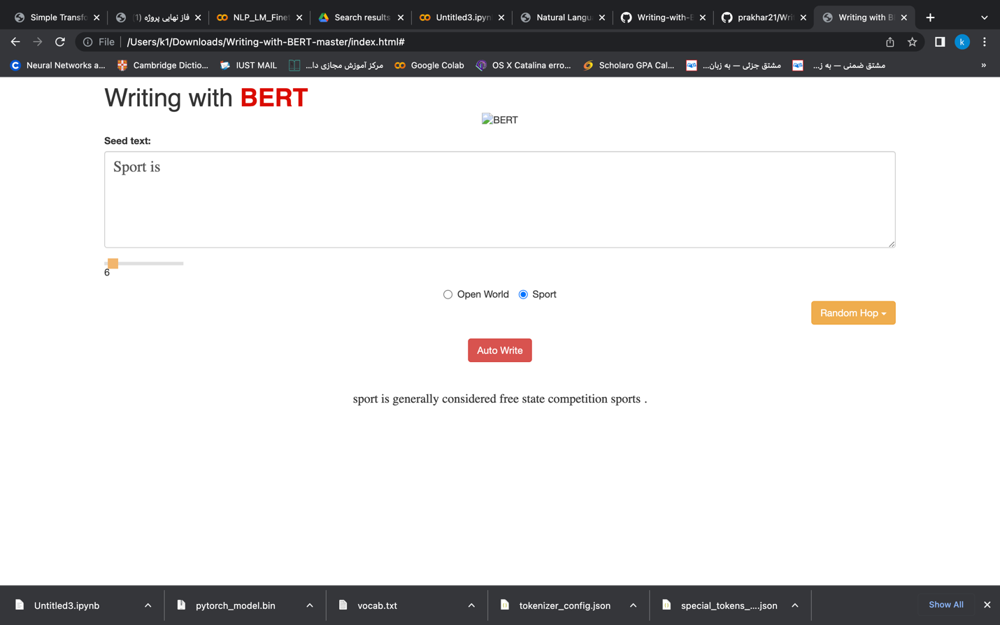 Simple Transfo
فاز نهایی پروژه (1)
NLP_LM_Finet
Search results
Untitled3.ipyn
Natural Langu
Writing-with-B
prakhar21/Wri
Writing with B
File
/Users/k1/Downloads/Writing-with-BERT-master/index.html#
k
Neural Networks a...
Cambridge Dictio...
IUST MAIL
مرکز آموزش مجازی دا...
Google Colab
OS X Catalina erro...
Scholaro GPA Cal...
مشتق جزئی — به زبان...
مشتق ضمنی — به ز...
»
Writing with BERT
BERT
Seed text:
Sport is
6
Open World
Sport
Random Hop
Auto Write
sport is generally considered free state competition sports .
Untitled3.ipynb
pytorch_model.bin
vocab.txt
tokenizer_config.json
special_tokens_....json
Show All